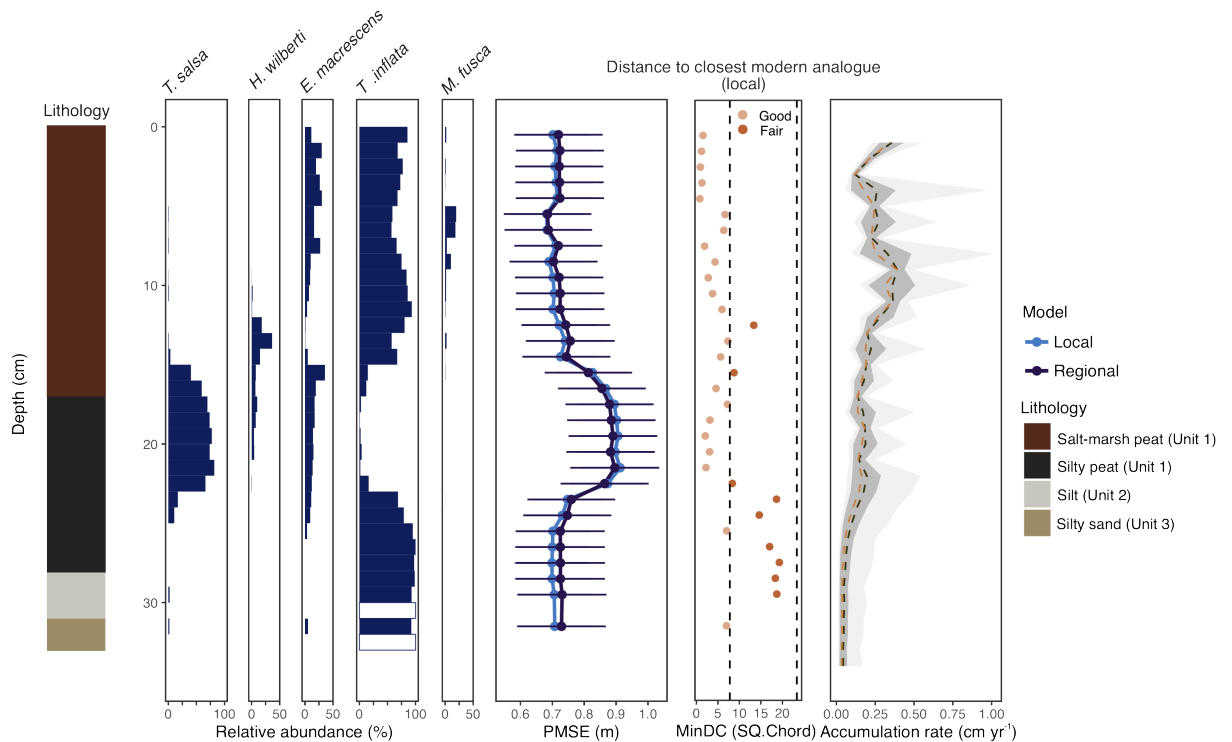 T. salsa
H. wilberti
E. macrescens
T .inflata
M. fusca
Distance to closest modern analogue
(local)
Lithology
Good
Fair
0
10
20
30
Depth (cm)
Model
Local
Regional
Lithology
Salt-marsh peat (Unit 1)
Silty peat (Unit 1)
Silt (Unit 2)
Silty sand (Unit 3)
0 100 0 50 0 50 0 100 0 50 0.6 0.7 0.8 0.9 1.0 0 5 10 15 20 0.00 0.25 0.50 0.75 1.00
Relative abundance (%) PMSE (m) MinDC (SQ.Chord) Accumulation rate (cm yr⁻¹)